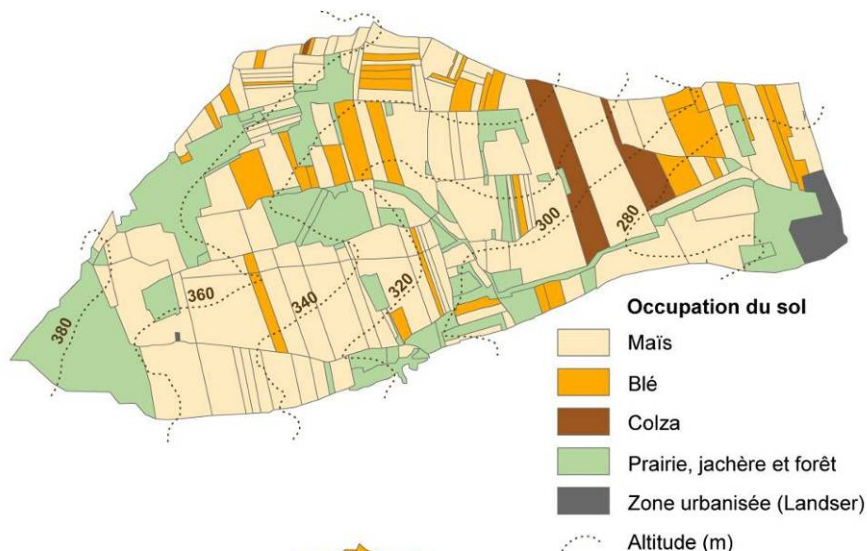 380
360
340
320
300
280
Occupation du sol
Maïs
Blé
Colza
Prairie, jachère et forêt
Zone urbanisée (Landser)
Altitude (m)